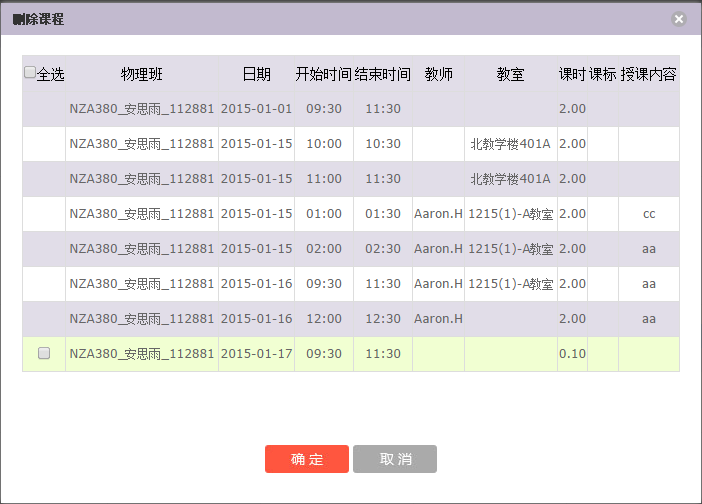 删除课程
全选 物理班 日期 开始时间 结束时间 教师 教室 课时 课标 授课内容
NZA380_安思雨_112881 2015-01-01 09:30 11:30 2.00
NZA380_安思雨_112881 2015-01-15 10:00 10:30 北教学楼401A 2.00
NZA380_安思雨_112881 2015-01-15 11:00 11:30 北教学楼401A 2.00
NZA380_安思雨_112881 2015-01-15 01:00 01:30 Aaron.H 1215(1)-A教室 2.00 cc
NZA380_安思雨_112881 2015-01-15 02:00 02:30 Aaron.H 1215(1)-A教室 2.00 aa
NZA380_安思雨_112881 2015-01-16 09:30 11:30 Aaron.H 1215(1)-A教室 2.00 aa
NZA380_安思雨_112881 2015-01-16 12:00 12:30 Aaron.H 2.00 aa
NZA380_安思雨_112881 2015-01-17 09:30 11:30 0.10
确 定 取 消